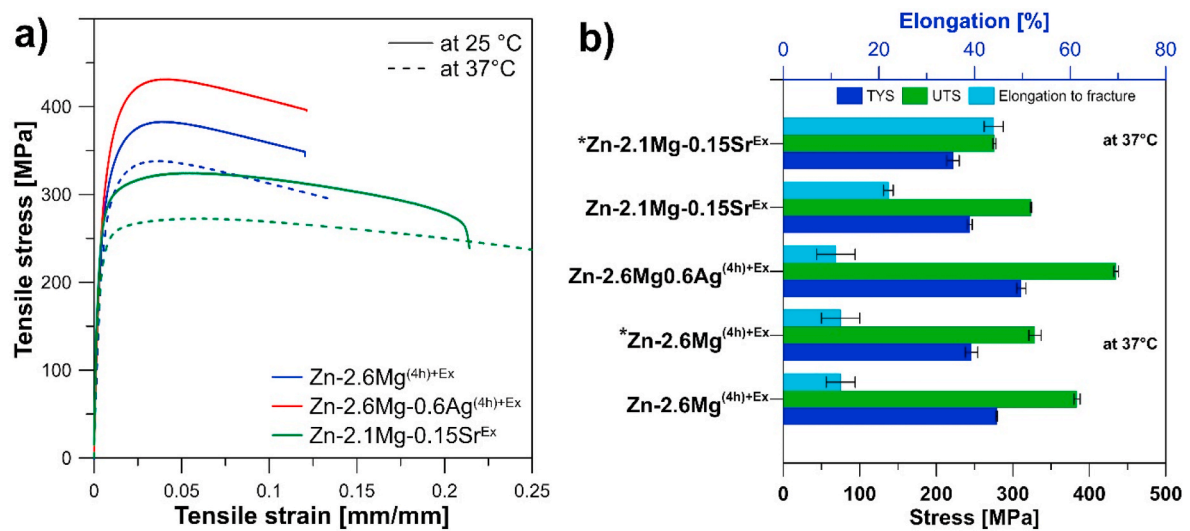 a)
at 25 °C
at 37°C
Tensile stress [MPa]
400
300
200
100
0
Zn-2.6Mg(4h)+Ex
Zn-2.6Mg-0.6Ag(4h)+Ex
Zn-2.1Mg-0.15SrEx
0 0.05 0.1 0.15 0.2 0.25
Tensile strain [mm/mm]
b)
Elongation [%]
0 20 40 60 80
TYS UTS Elongation to fracture
*Zn-2.1Mg-0.15SrEx
at 37°C
Zn-2.1Mg-0.15SrEx
Zn-2.6Mg0.6Ag(4h)+Ex
*Zn-2.6Mg(4h)+Ex
at 37°C
Zn-2.6Mg(4h)+Ex
0 100 200 300 400 500
Stress [MPa]